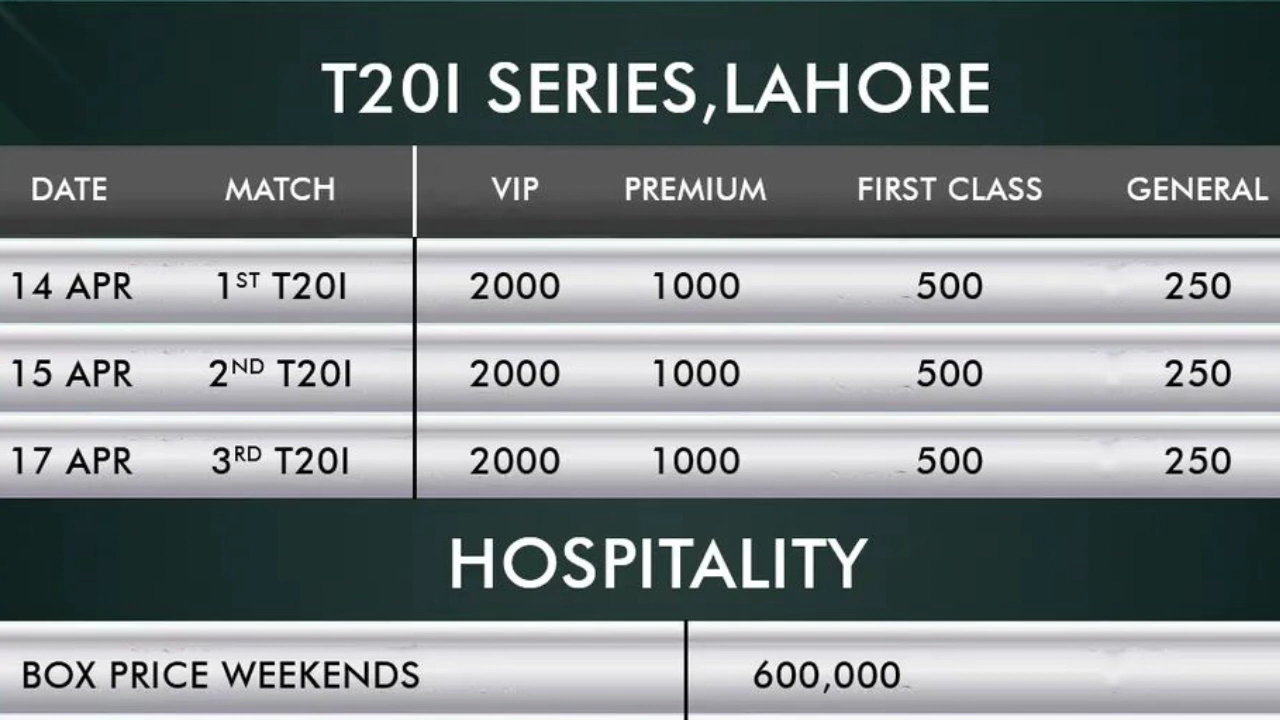 T20I SERIES,LAHORE
DATE MATCH VIP PREMIUM FIRST CLASS GENERAL
14 APR 1ST T20I 2000 1000 500 250
15 APR 2ND T20I 2000 1000 500 250
17 APR 3RD T20I 2000 1000 500 250
HOSPITALITY
BOX PRICE WEEKENDS 600,000